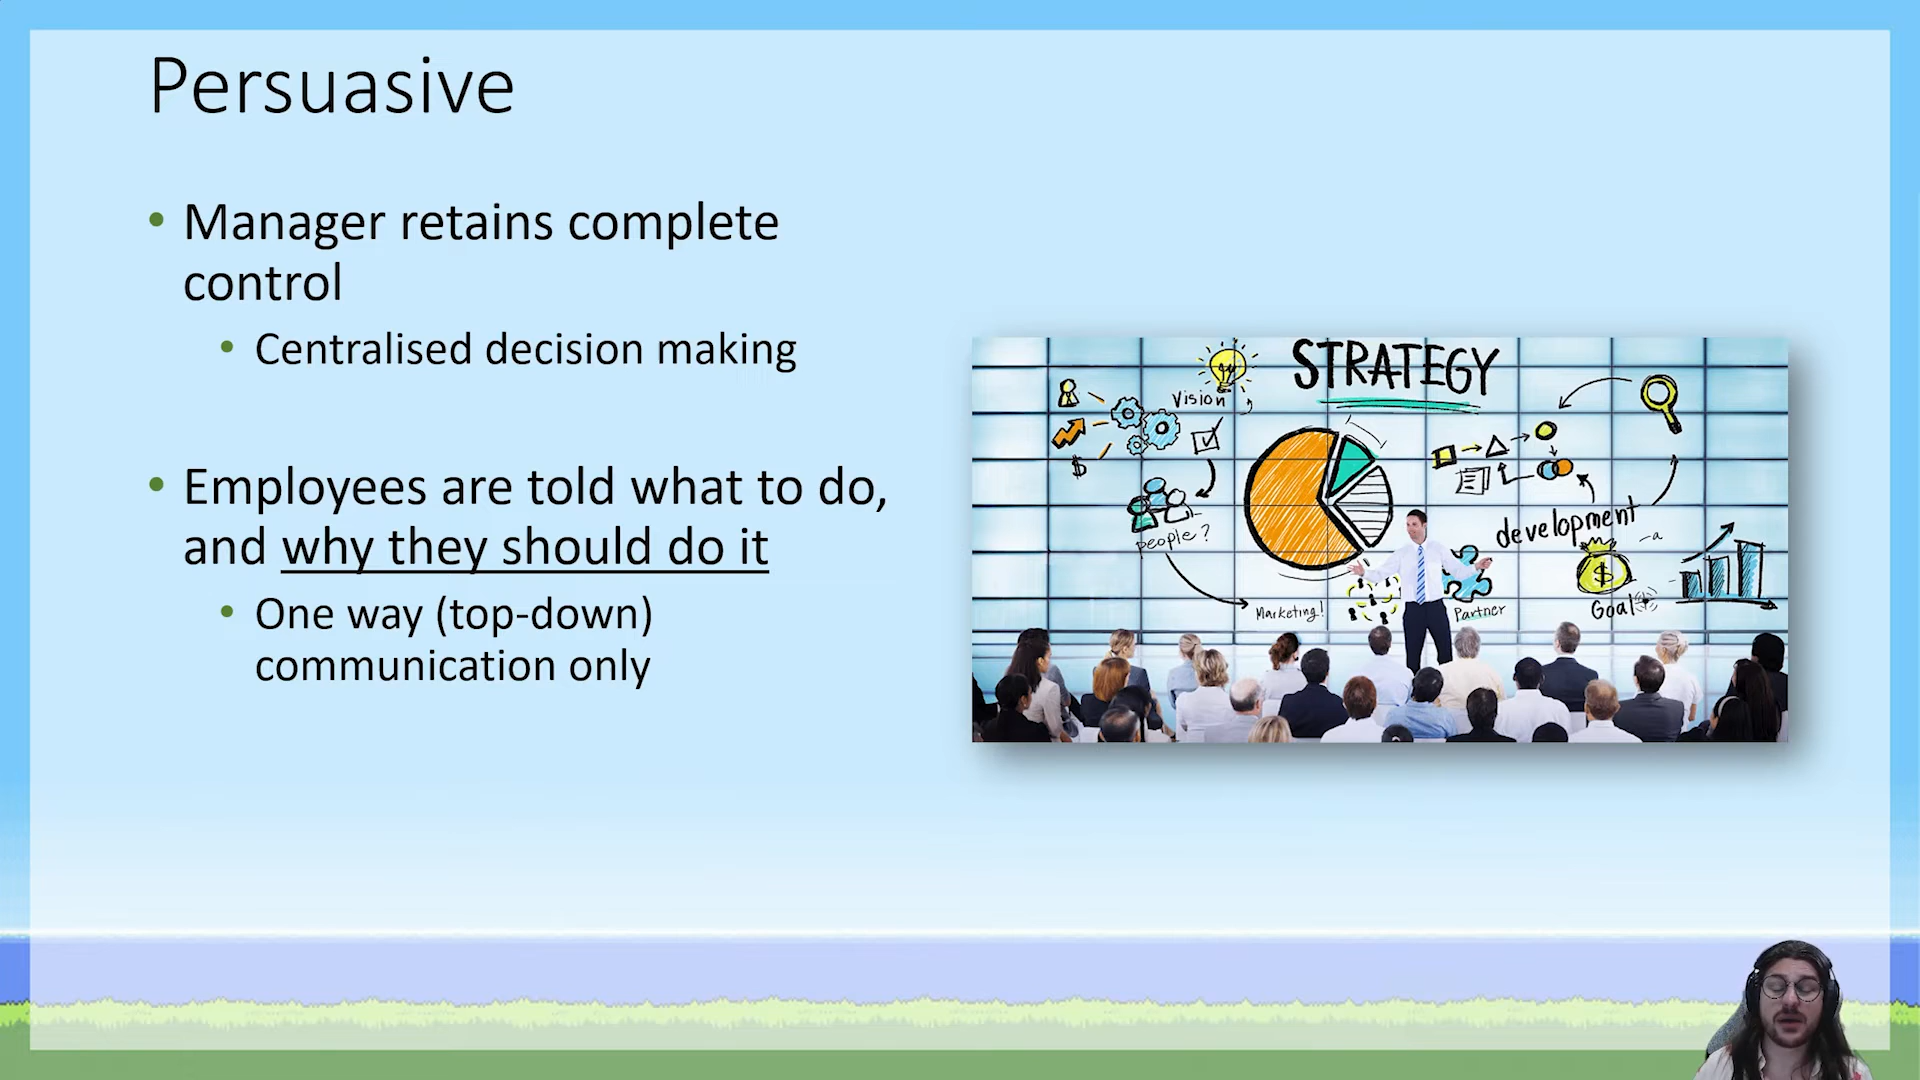 Persuasive
• Manager retains complete
control
• Centralised decision making
• Employees are told what to do,
and why they should do it
• One way (top-down)
communication only
STRATEGY
Vision
$
people?
development
$
Marketing!
Partner
Goal